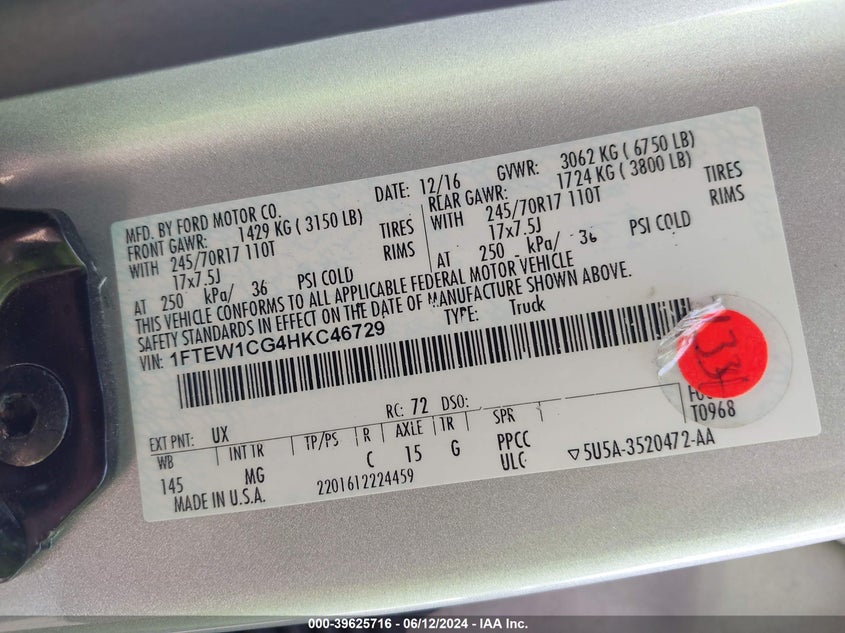 MFD. BY FORD MOTOR CO.
DATE: 12/16 GVWR: 3062 KG ( 6750 LB)
FRONT GAWR: 1429 KG ( 3150 LB)
REAR GAWR: 1724 KG ( 3800 LB)
WITH 245/70R17 110T TIRES
WITH 245/70R17 110T TIRES
17x7.5J RIMS
17x7.5J RIMS
AT 250 kPa/ 36 PSI COLD
AT 250 kPa/ 36 PSI COLD
THIS VEHICLE CONFORMS TO ALL APPLICABLE FEDERAL MOTOR VEHICLE
SAFETY STANDARDS IN EFFECT ON THE DATE OF MANUFACTURE SHOWN ABOVE.
VIN: 1FTEW1CG4HKC46729 TYPE: Truck
EXT PNT: UX RC: 72 DSO:
T0968
WB INT TR TP/PS R AXLE TR SPR
145 MG C 15 G PPCC
ULC
▽5U5A-3520472-AA
MADE IN U.S.A. 2201612224459
000-39625716 - 06/12/2024 - IAA Inc.